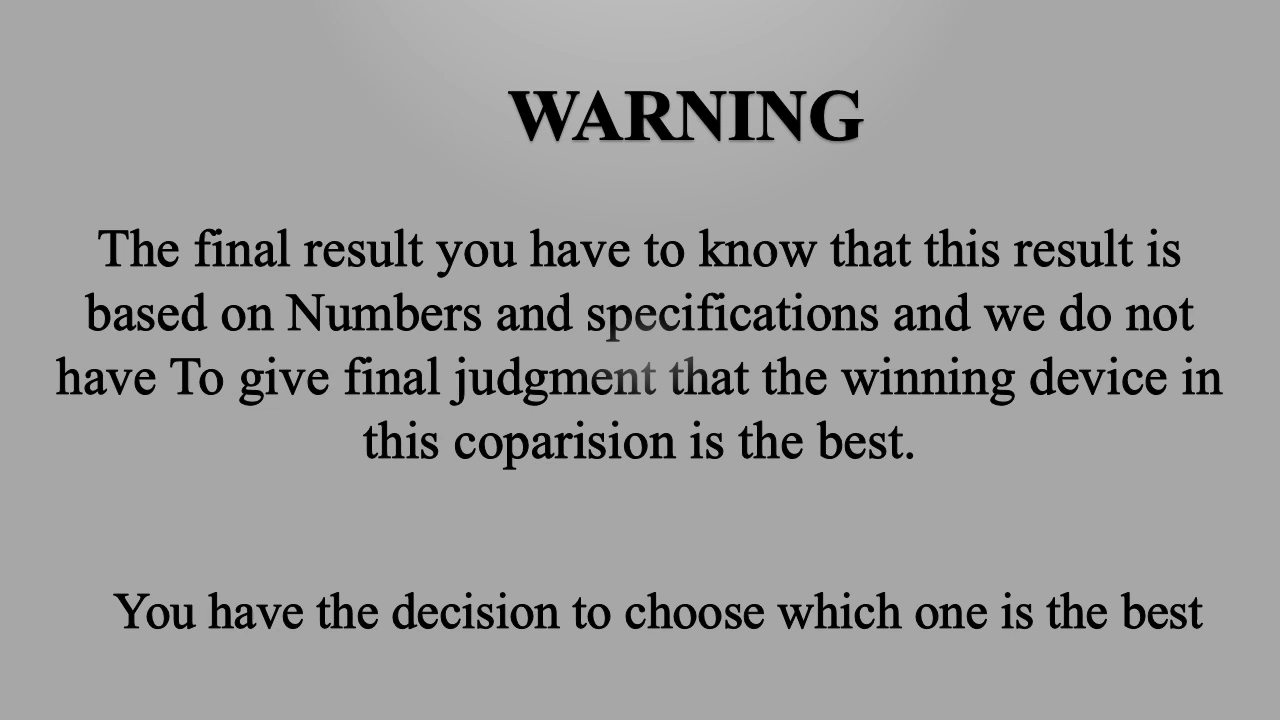 WARNING
The final result you have to know that this result is
based on Numbers and specifications and we do not
have To give final judgment that the winning device in
this coparision is the best.
You have the decision to choose which one is the best